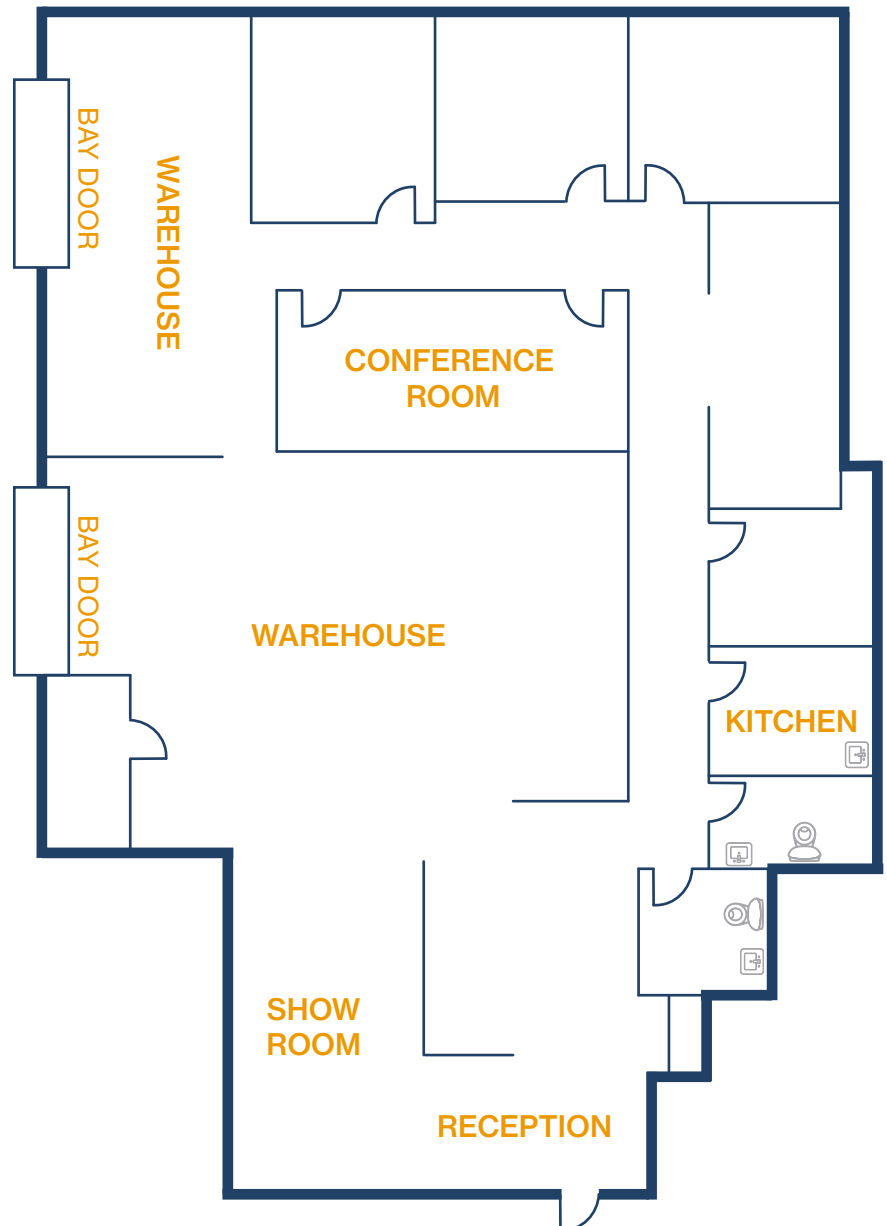 BAY DOOR
WAREHOUSE
CONFERENCE
ROOM
BAY DOOR
WAREHOUSE
KITCHEN
SHOW
ROOM
RECEPTION